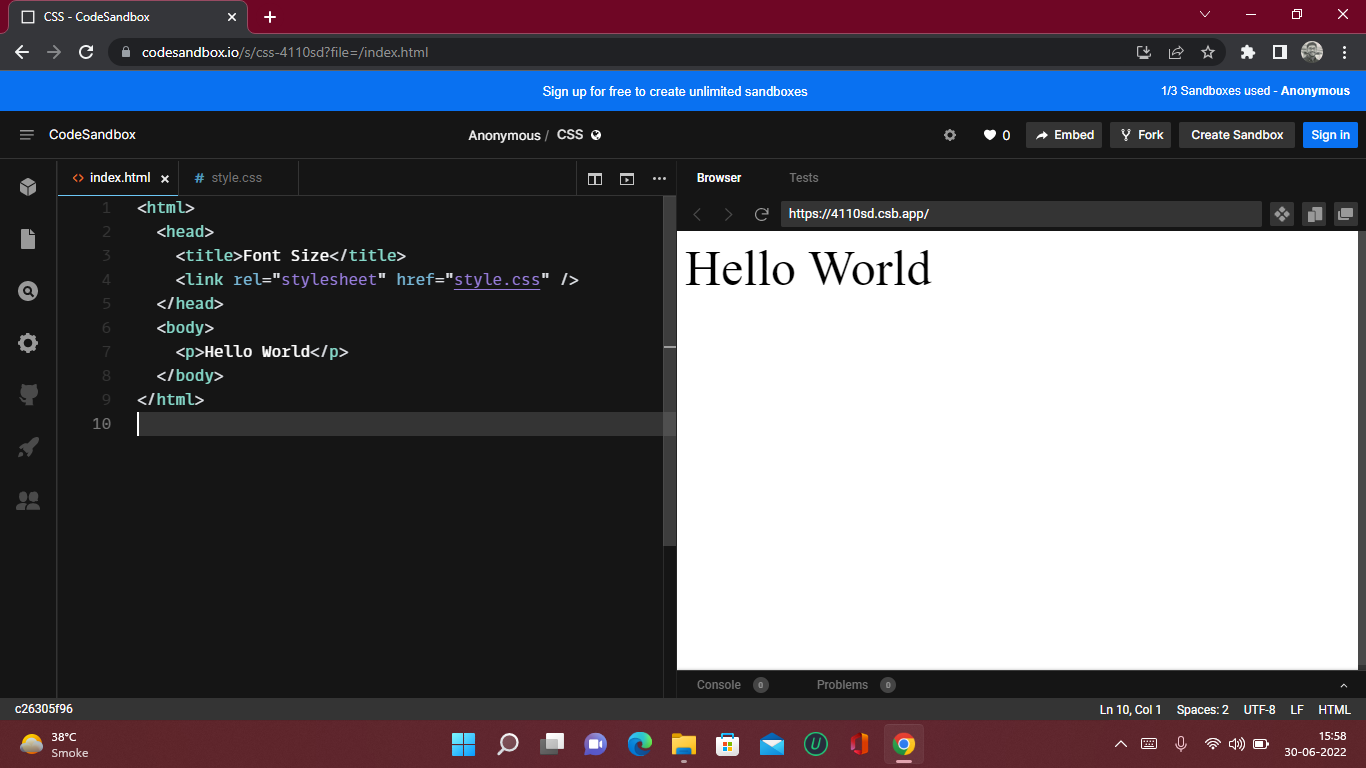 CSS - CodeSandbox
codesandbox.io/s/css-4110sd?file=/index.html
Sign up for free to create unlimited sandboxes
1/3 Sandboxes used - Anonymous
CodeSandbox
Anonymous / CSS
0
Embed
Fork
Create Sandbox
Sign in
index.html
# style.css
1 <html>
2 <head>
3 <title>Font Size</title>
4 <link rel="stylesheet" href="style.css" />
5 </head>
6 <body>
7 <p>Hello World</p>
8 </body>
9 </html>
10
Browser
Tests
https://4110sd.csb.app/
Hello World
Console 0
Problems 0
c26305f96
Ln 10, Col 1
Spaces: 2
UTF-8
LF
HTML
38°C
Smoke
15:58
30-06-2022